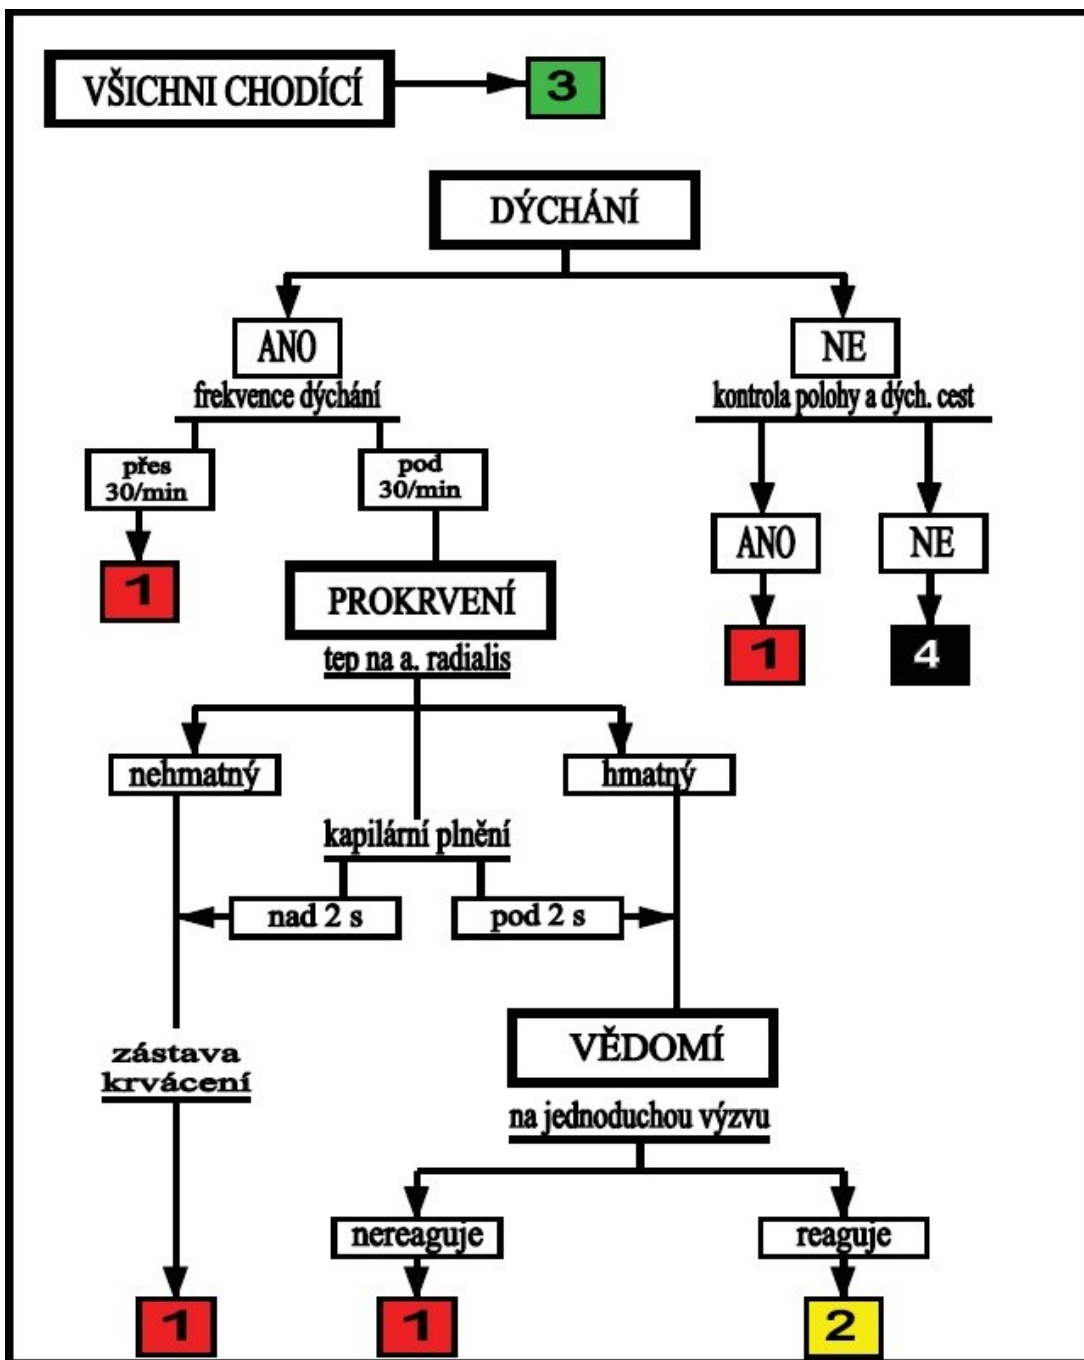 VŠICHNI CHODÍCÍ
3
DÝCHÁNÍ
ANO
NE
frekvence dýchání
kontrola polohy a dých. cest
přes
30/min
pod
30/min
ANO
NE
1
PROKRVENÍ
1
4
tep na a. radialis
nehmatný
hmatný
kapilární plnění
nad 2 s
pod 2 s
VĚDOMÍ
zástava
krvácení
na jednoduchou výzvu
nereaguje
reaguje
1
1
2